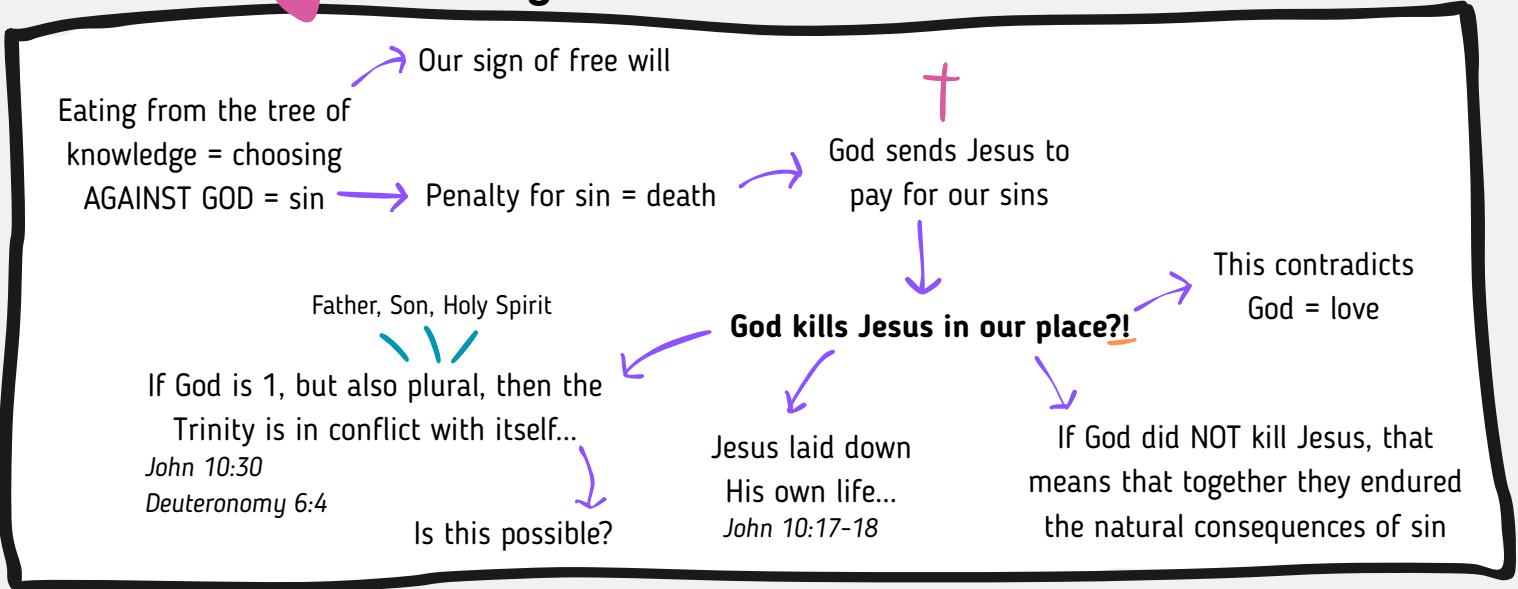 Our sign of free will
Eating from the tree of
knowledge = choosing
AGAINST GOD = sin
Penalty for sin = death
God sends Jesus to
pay for our sins
This contradicts
God = love
God kills Jesus in our place?!
Father, Son, Holy Spirit
If God is 1, but also plural, then the
Trinity is in conflict with itself...
John 10:30
Deuteronomy 6:4
Is this possible?
Jesus laid down
His own life...
John 10:17-18
If God did NOT kill Jesus, that
means that together they endured
the natural consequences of sin